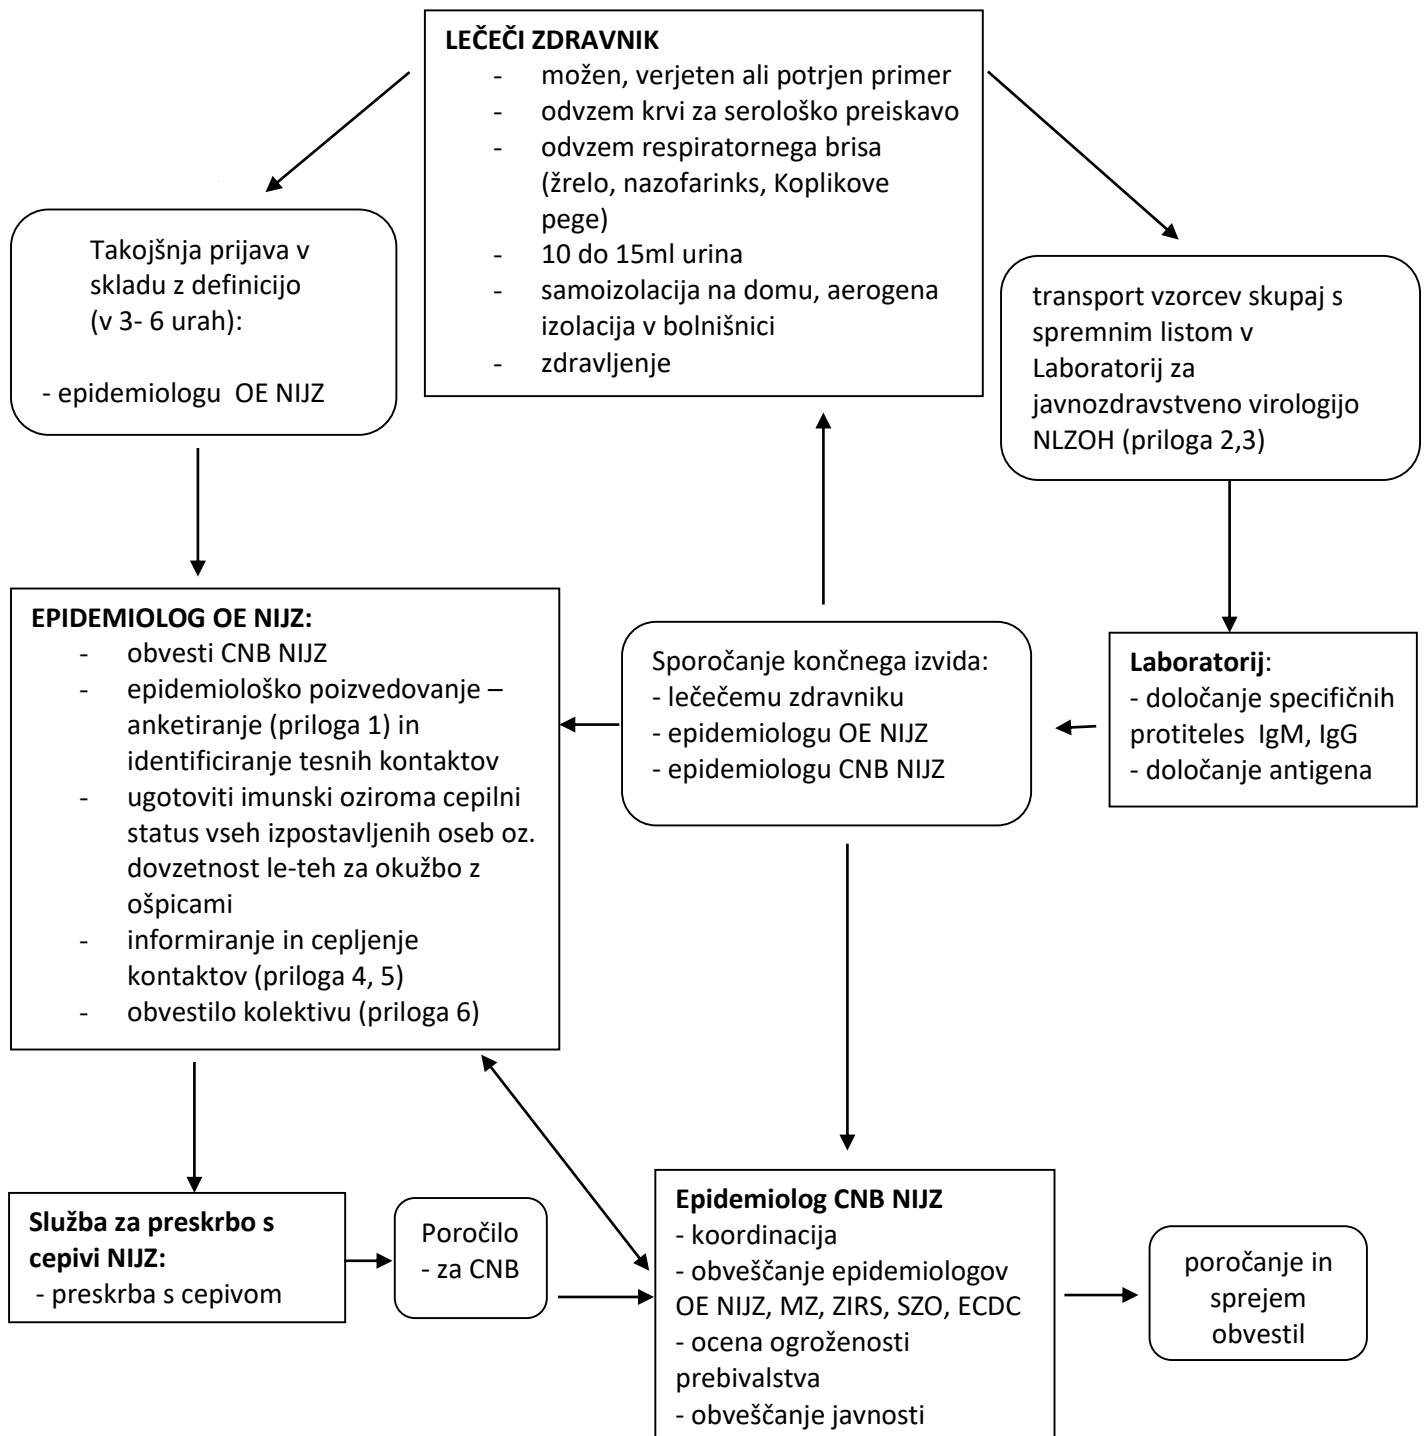 LEČEČI ZDRAVNIK
- možen, verjeten ali potrjen primer
- odvzem krvi za serološko preiskavo
- odvzem respiratornega brisa
(žrelo, nazofarinks, Koplikove
pege)
- 10 do 15ml urina
- samoizolacija na domu, aerogena
izolacija v bolnišnici
- zdravljenje
Takojšnja prijava v
skladu z definicijo
(v 3- 6 urah):
- epidemiologu OE NIJZ
transport vzorcev skupaj s
spremnim listom v
Laboratorij za
javnozdravstveno virologijo
NLZOH (priloga 2,3)
EPIDEMIOLOG OE NIJZ:
- obvesti CNB NIJZ
- epidemiološko poizvedovanje –
anketiranje (priloga 1) in
identificiranje tesnih kontaktov
- ugotoviti imunski oziroma cepilni
status vseh izpostavljenih oseb oz.
dovzetnost le-teh za okužbo z
ošpicami
- informiranje in cepljenje
kontaktov (priloga 4, 5)
- obvestilo kolektivu (priloga 6)
Sporočanje končnega izvida:
- lečečemu zdravniku
- epidemiologu OE NIJZ
- epidemiologu CNB NIJZ
Laboratorij:
- določanje specifičnih
protiteles IgM, IgG
- določanje antigena
Služba za preskrbo s
cepivi NIJZ:
- preskrba s cepivom
Poročilo
- za CNB
Epidemiolog CNB NIJZ
- koordinacija
- obveščanje epidemiologov
OE NIJZ, MZ, ZIRS, SZO, ECDC
- ocena ogroženosti
prebivalstva
- obveščanje javnosti
poročanje in
sprejem
obvestil